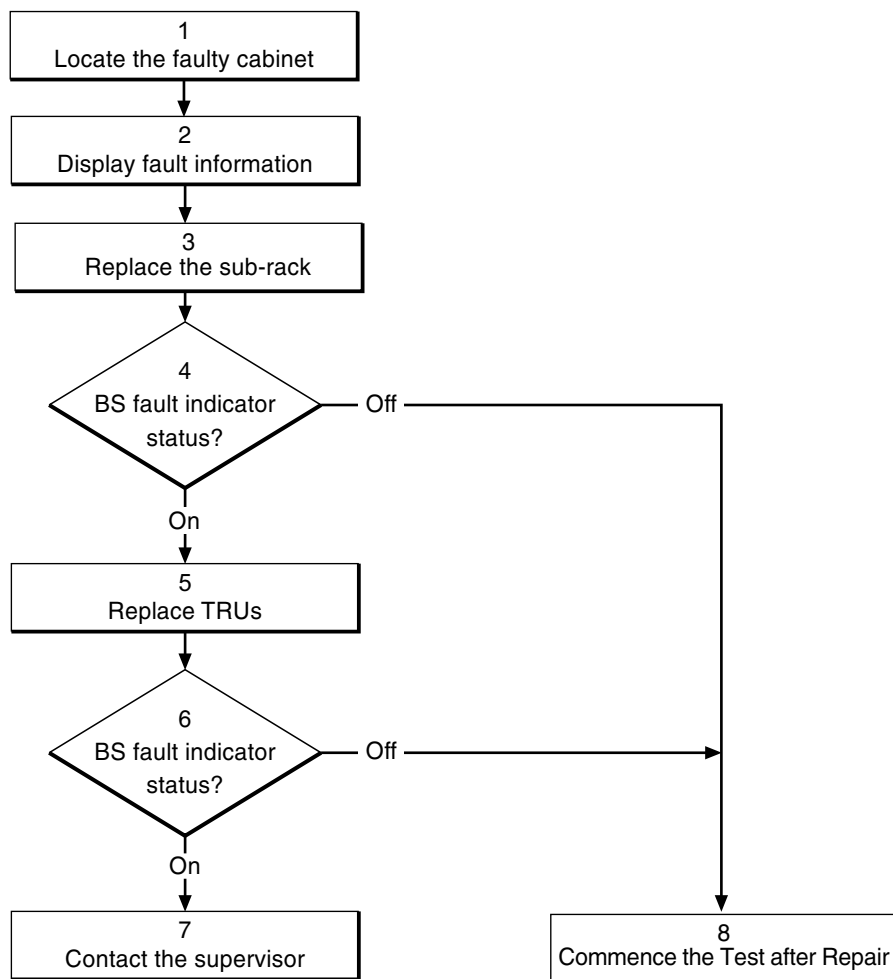 1
Locate the faulty cabinet
2
Display fault information
3
Replace the sub-rack
4
BS fault indicator
status?
Off
On
5
Replace TRUs
6
BS fault indicator
status?
Off
On
7
Contact the supervisor
8
Commence the Test after Repair